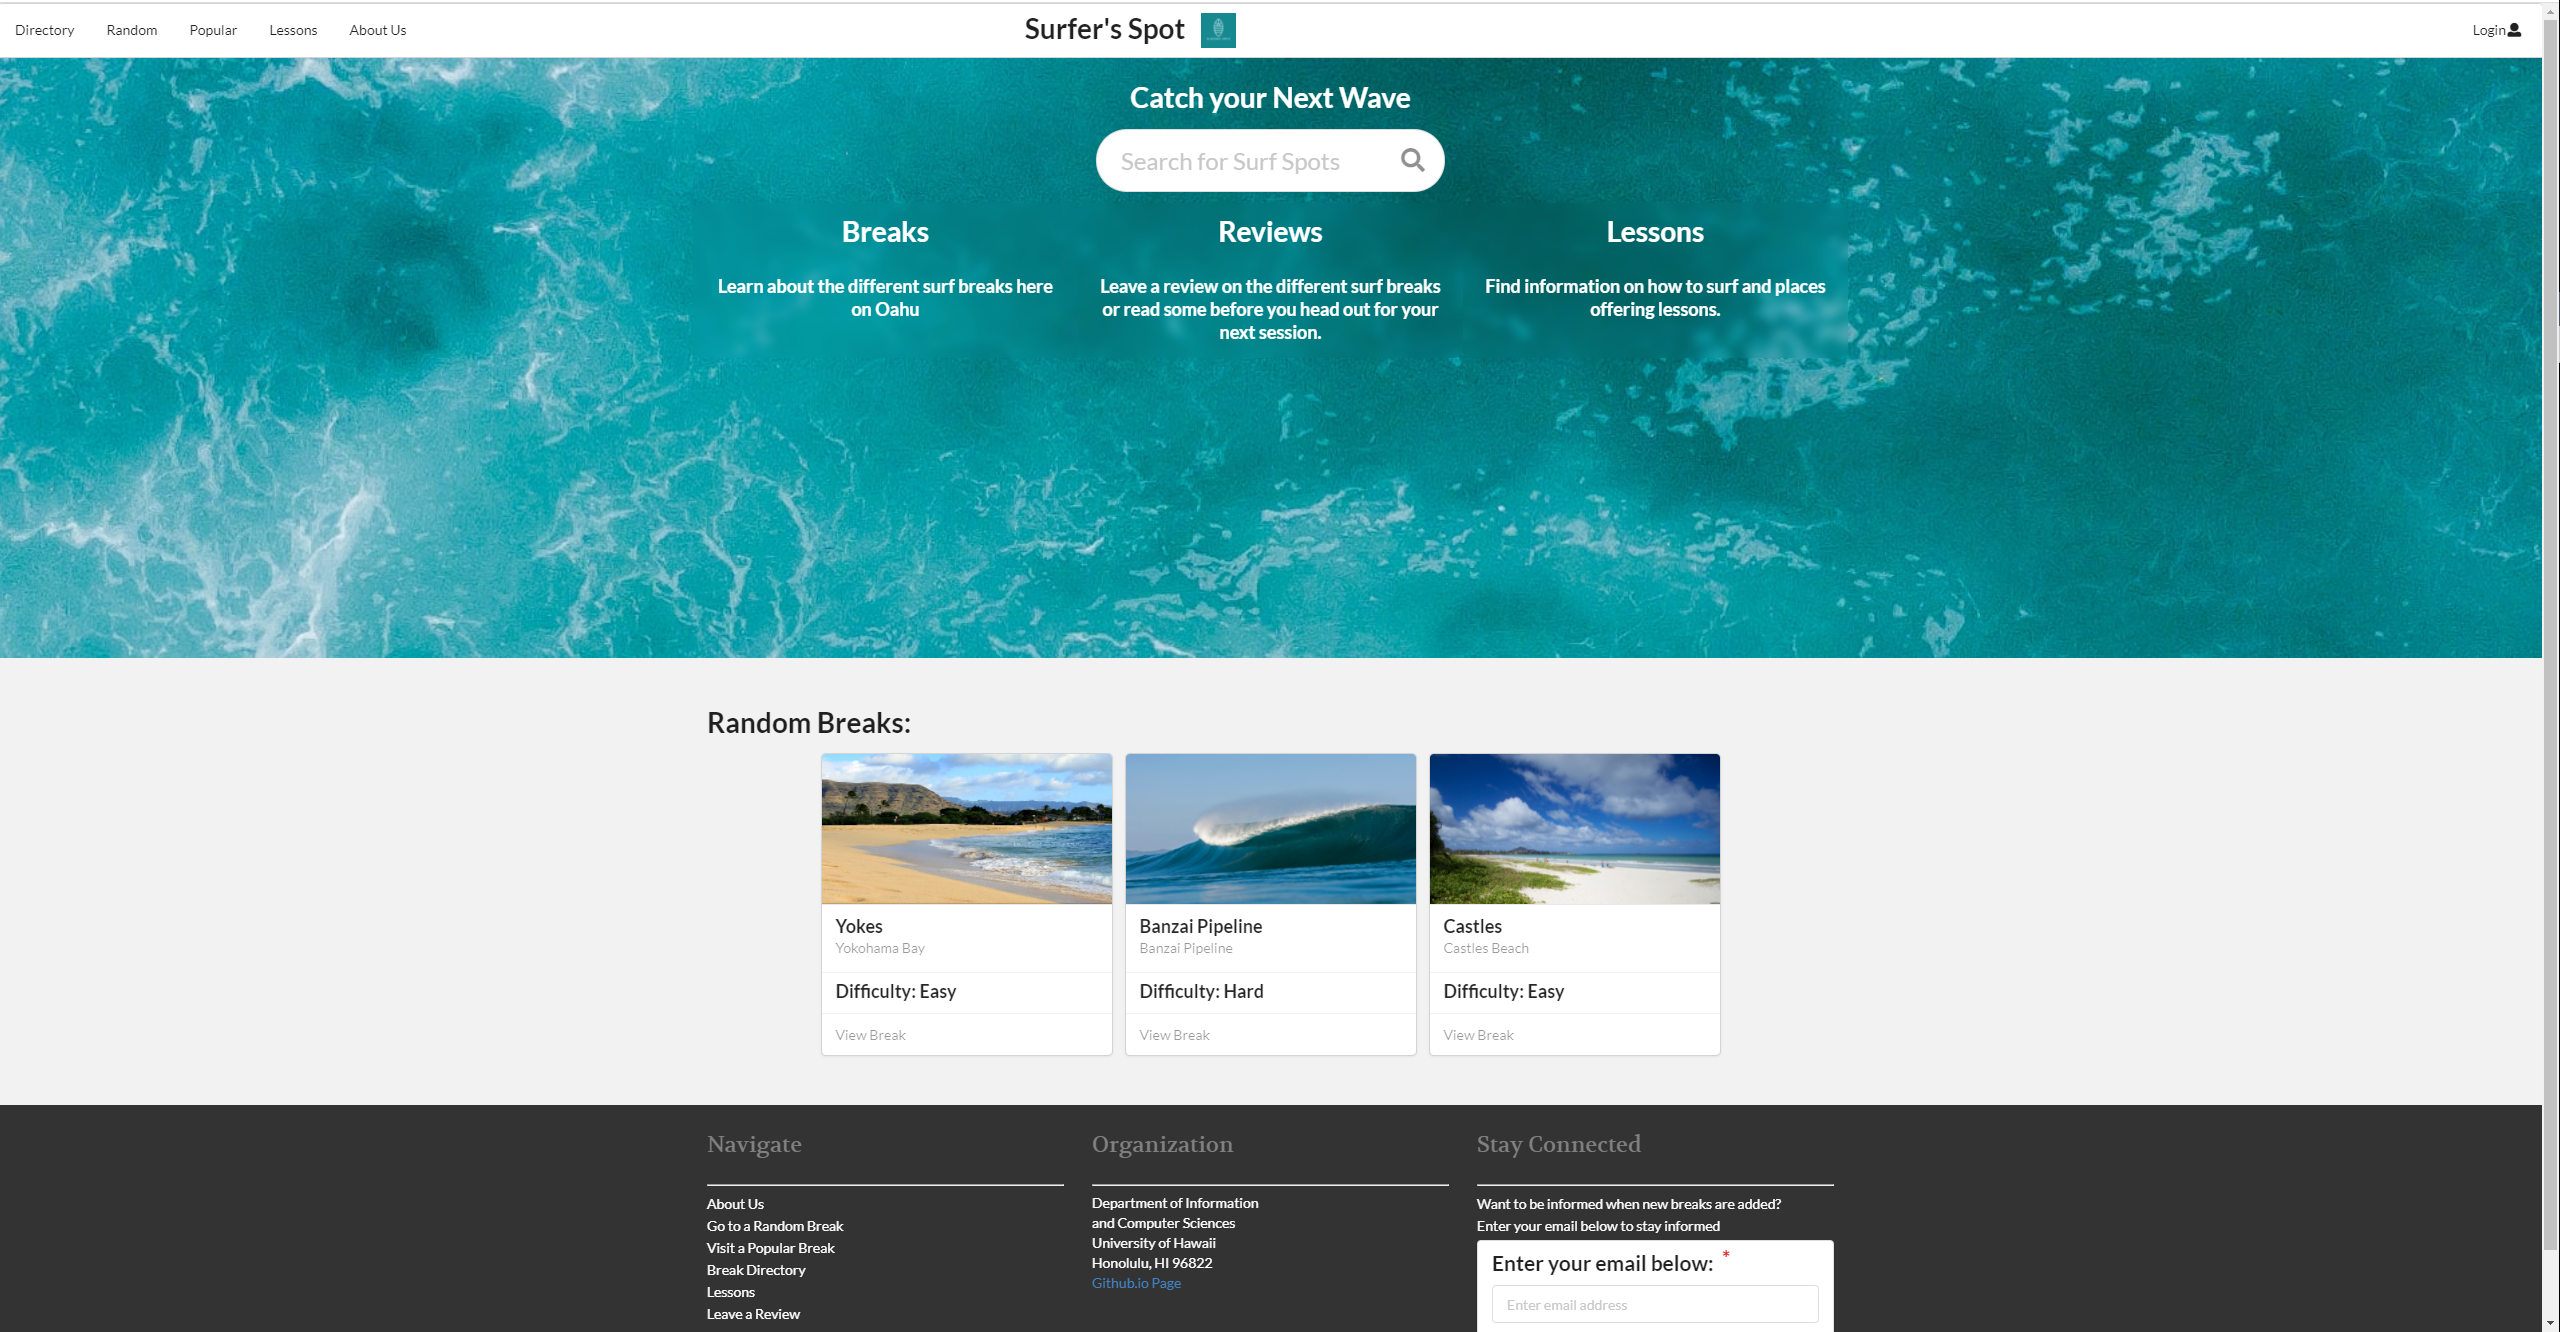 Directory Random Popular Lessons About Us Surfer's Spot Login
Catch your Next Wave
Search for Surf Spots
Breaks
Learn about the different surf breaks here
on Oahu
Reviews
Leave a review on the different surf breaks
or read some before you head out for your
next session.
Lessons
Find information on how to surf and places
offering lessons.
Random Breaks:
Yokes
Yokohama Bay
Difficulty: Easy
View Break
Banzai Pipeline
Banzai Pipeline
Difficulty: Hard
View Break
Castles
Castles Beach
Difficulty: Easy
View Break
Navigate
About Us
Go to a Random Break
Visit a Popular Break
Break Directory
Lessons
Leave a Review
Organization
Department of Information
and Computer Sciences
University of Hawaii
Honolulu, HI 96822
Github.io Page
Stay Connected
Want to be informed when new breaks are added?
Enter your email below to stay informed
Enter your email below: *
Enter email address